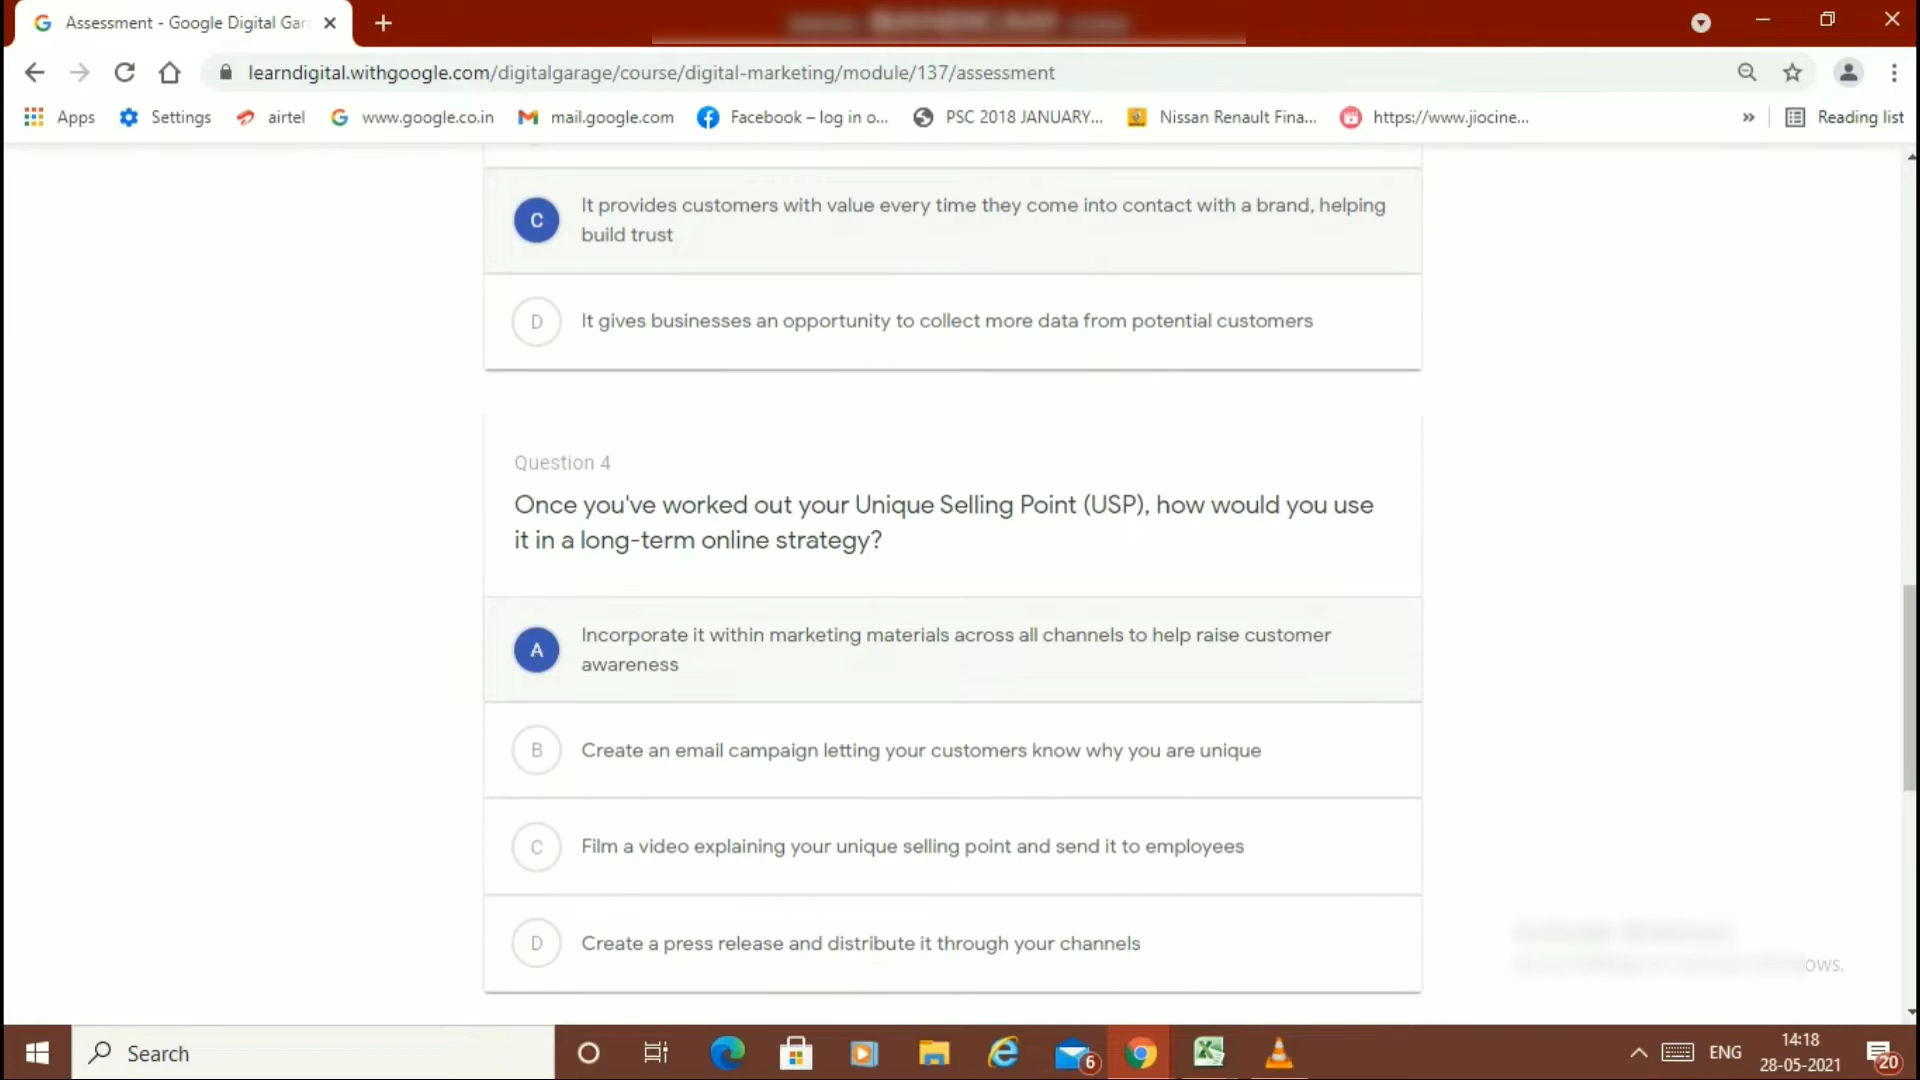 Assessment - Google Digital Gar
learndigital.withgoogle.com/digitalgarage/course/digital-marketing/module/137/assessment
Apps Settings airtel www.google.co.in mail.google.com Facebook – log in o... PSC 2018 JANUARY... Nissan Renault Fina... https://www.jiocine... » Reading list
C It provides customers with value every time they come into contact with a brand, helping
build trust
D It gives businesses an opportunity to collect more data from potential customers
Question 4
Once you've worked out your Unique Selling Point (USP), how would you use
it in a long-term online strategy?
A Incorporate it within marketing materials across all channels to help raise customer
awareness
B Create an email campaign letting your customers know why you are unique
C Film a video explaining your unique selling point and send it to employees
D Create a press release and distribute it through your channels
ows.
Search
6
ENG
14:18
28-05-2021
20